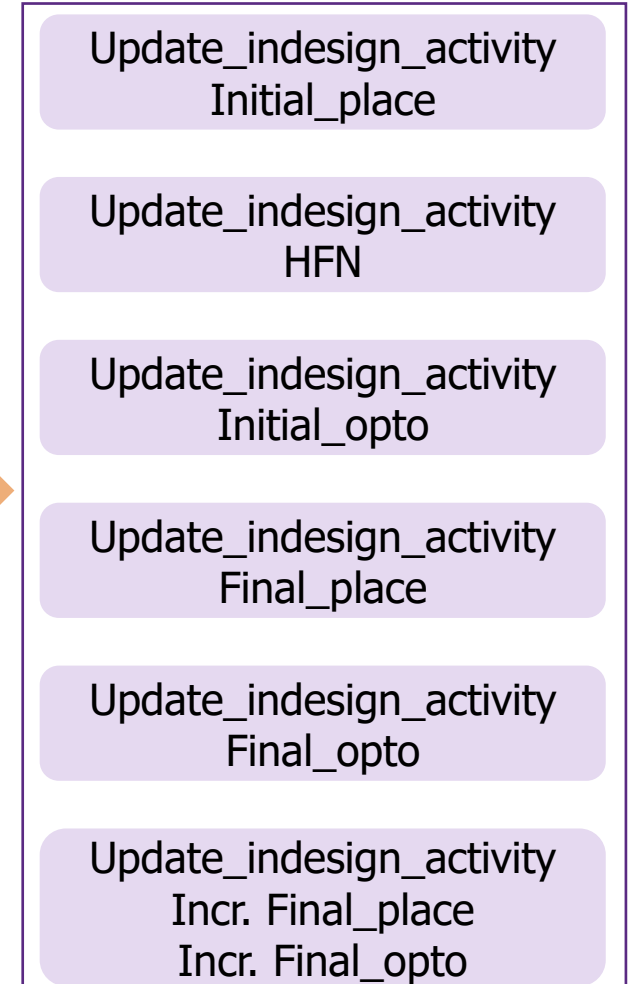 Update_indesign_activity
Initial_place
Update_indesign_activity
HFN
Update_indesign_activity
Initial_opto
Update_indesign_activity
Final_place
Update_indesign_activity
Final_opto
Update_indesign_activity
Incr. Final_place
Incr. Final_opto